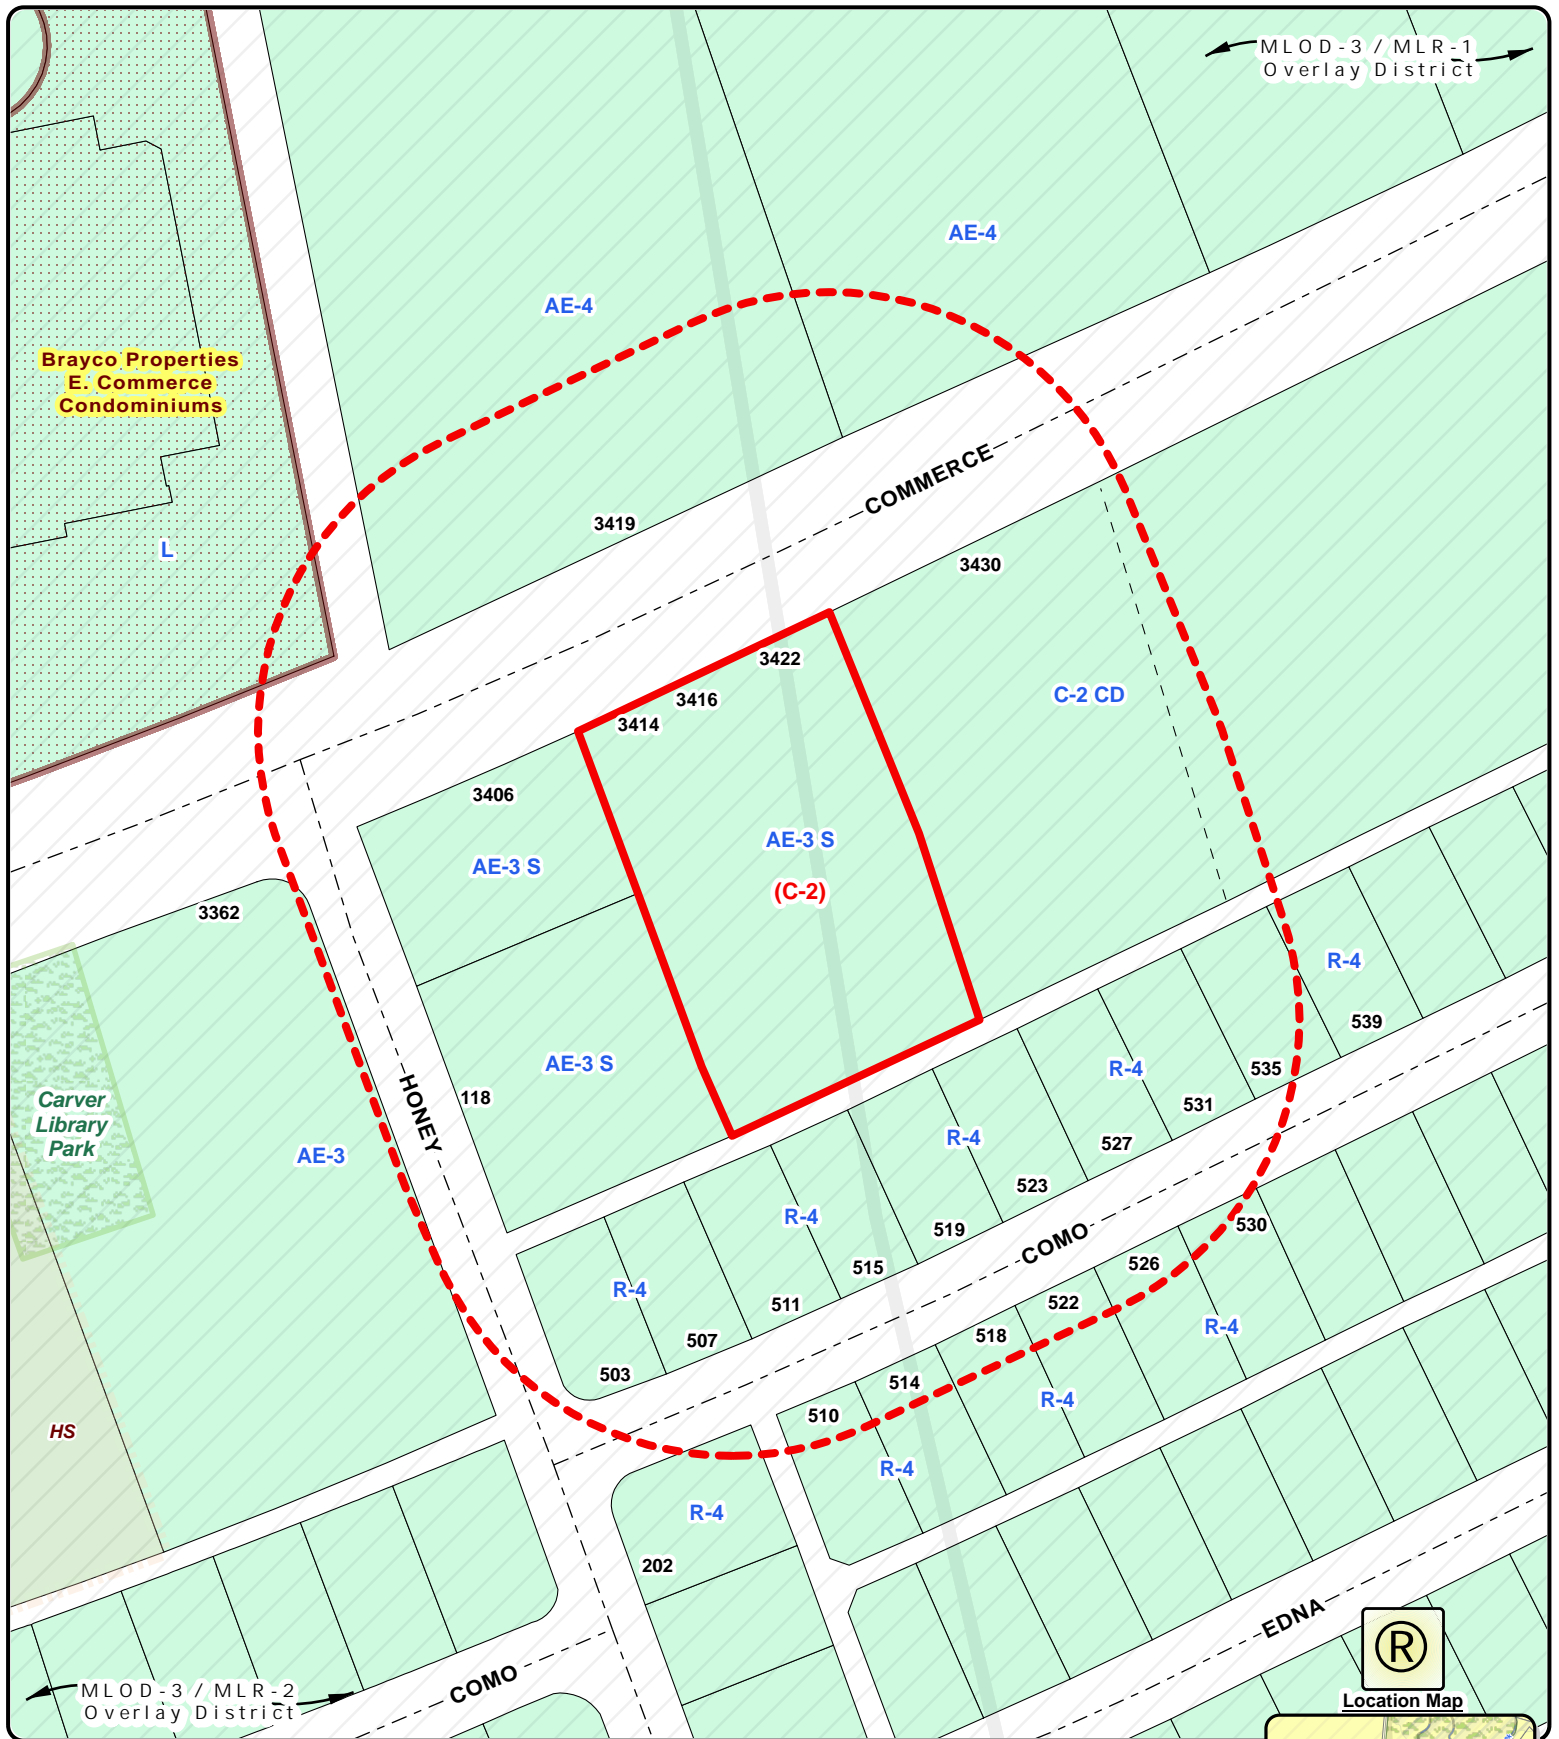 MLOD-3 / MLR-1
Overlay District
AE-4
AE-4
Brayco Properties
E. Commerce
Condominiums
COMMERCE
3419
L
3430
3422
C-2 CD
3416
3414
3406
AE-3 S
AE-3 S
(C-2)
3362
R-4
539
AE-3 S
R-4
535
118
HONEY
Carver
Library
Park
531
R-4
527
AE-3
523
R-4
519
530
COMO
515
526
R-4
511
522
R-4
518
507
503
514
R-4
510
HS
R-4
R-4
202
EDNA
R
Location Map
COMO
MLOD-3 / MLR-2
Overlay District